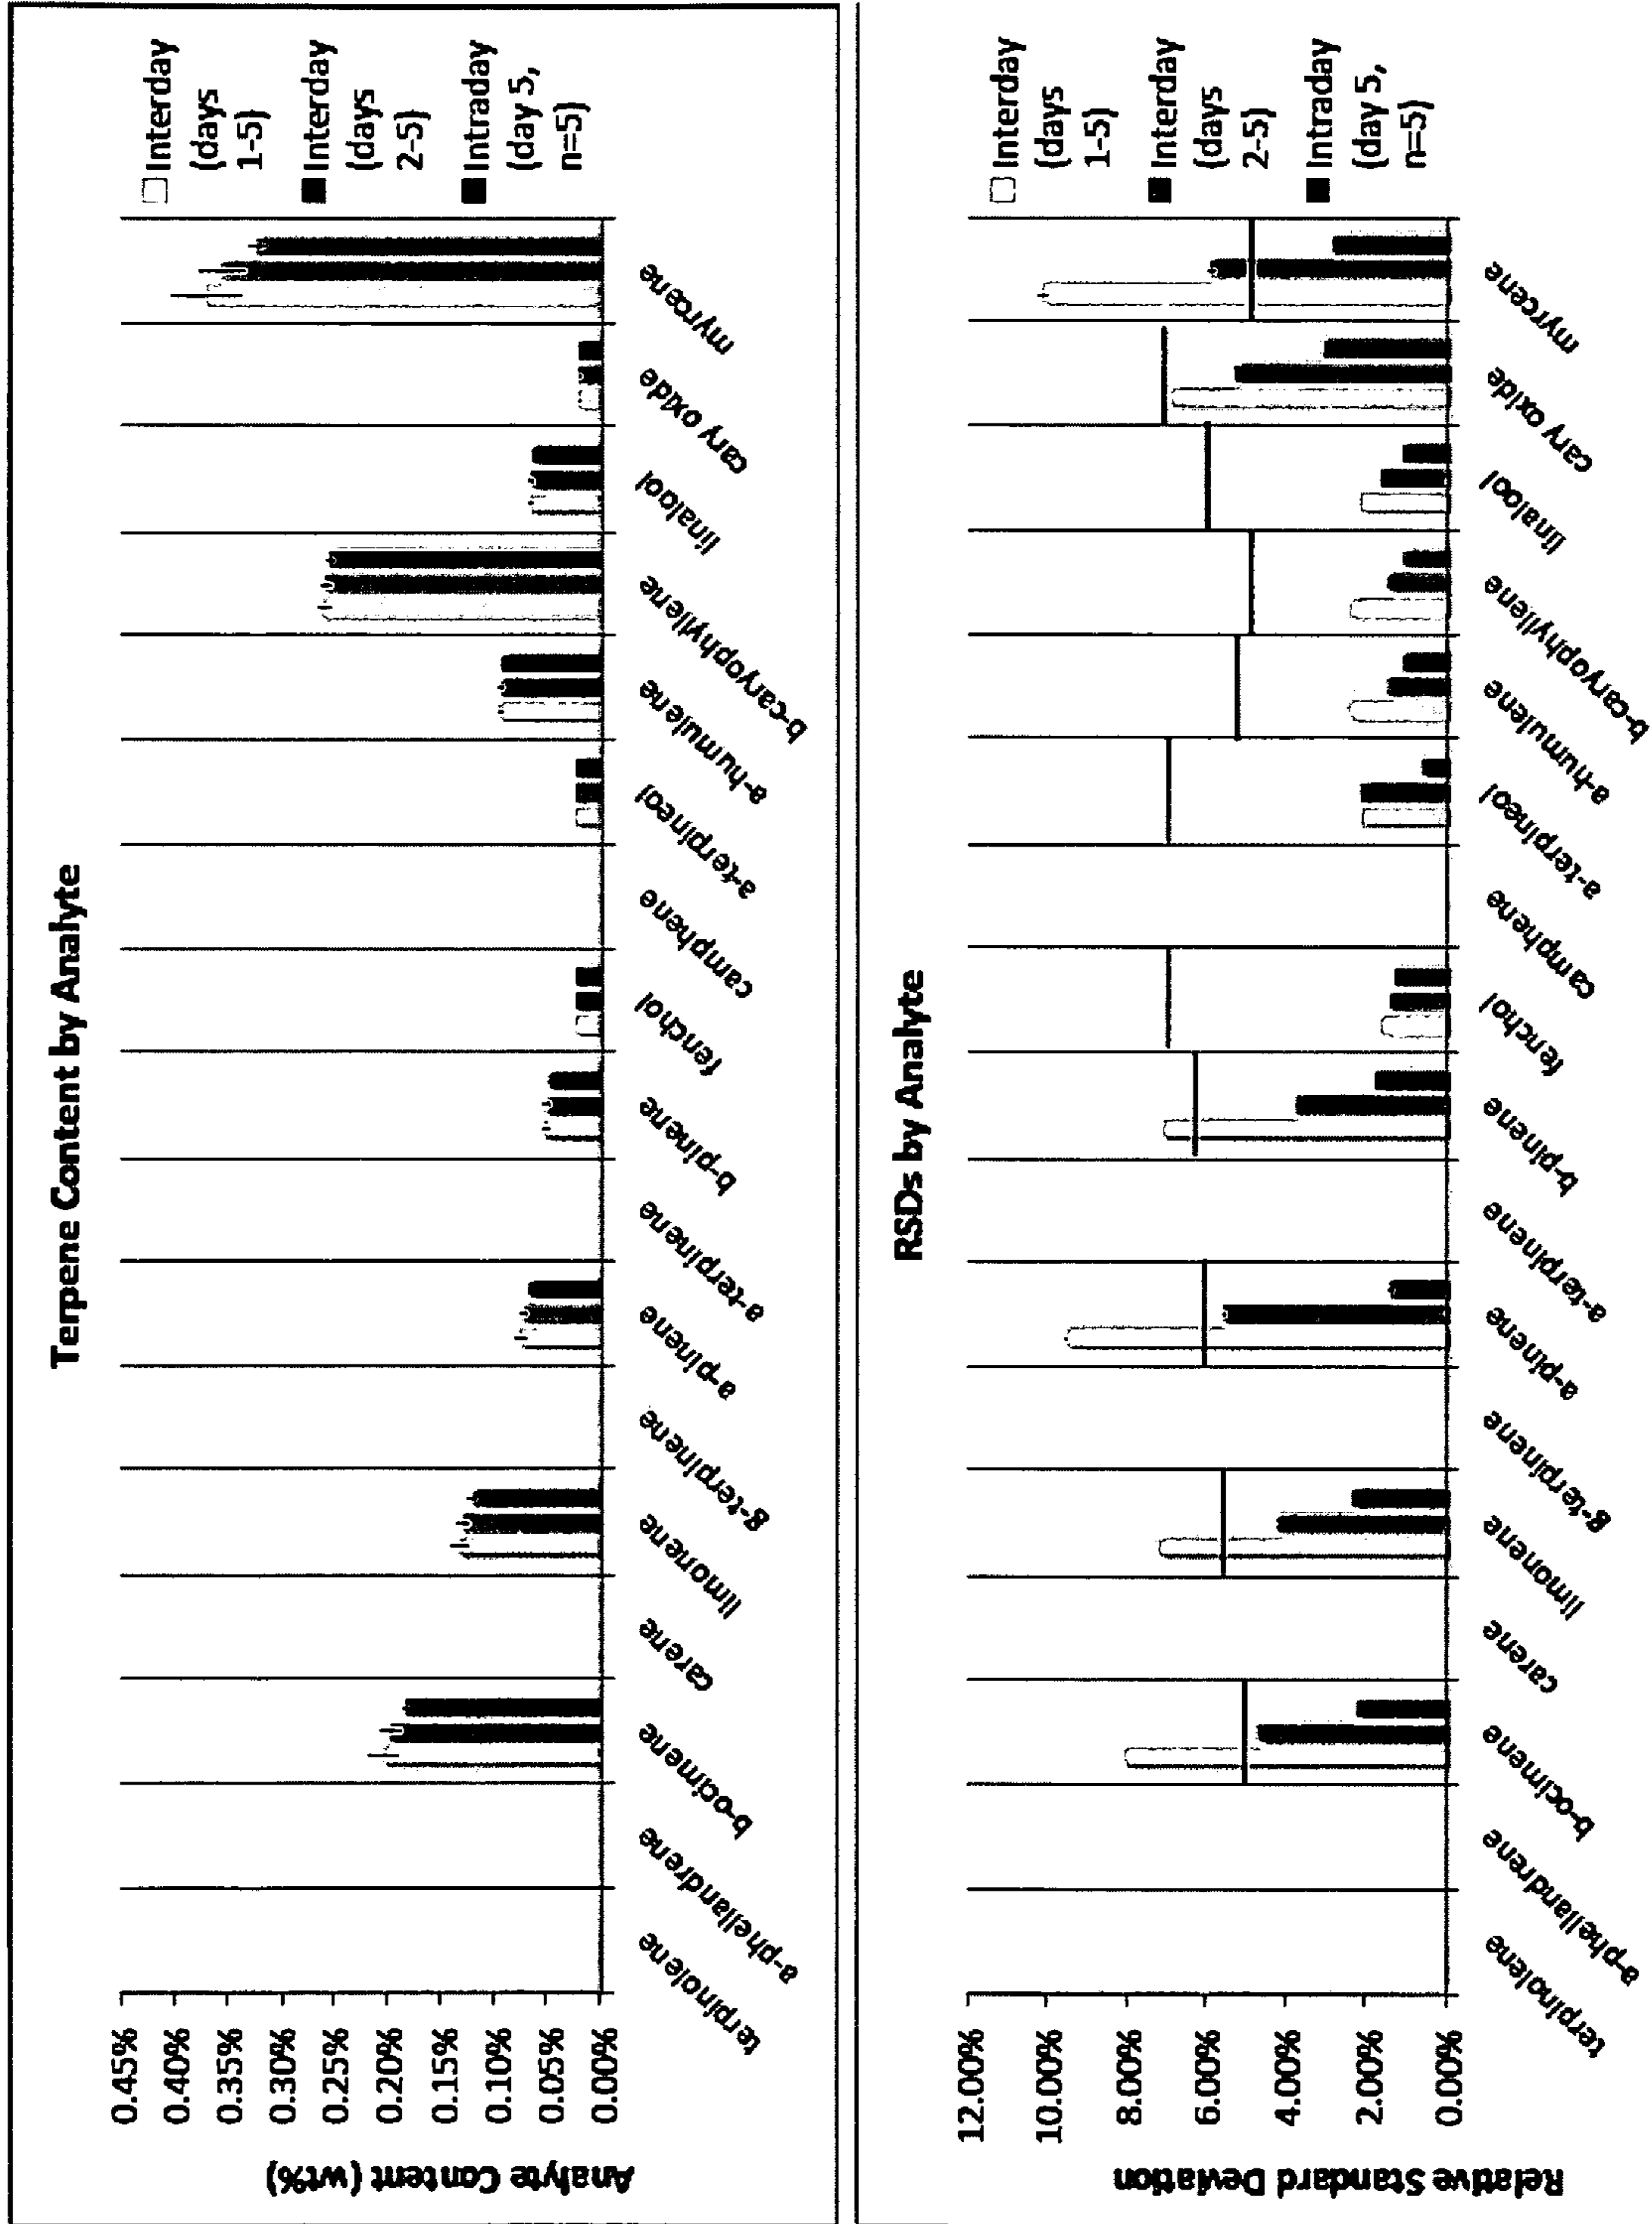 Terpene Content by Analyte
Analyte Content (wt%)
0.45%
0.40%
0.35%
0.30%
0.25%
0.20%
0.15%
0.10%
0.05%
0.00%
terpinolene
a-phellandrene
b-ocimene
carene
limonene
g-terpinene
a-pinene
a-terpinene
b-pinene
fenchol
camphene
a-terpineol
a-humulene
b-caryophyllene
linalool
cary oxide
myrcene
Interday
(days
1-5)
Interday
(days
2-5)
Intraday
(day 5,
n=5)
RSDs by Analyte
Relative Standard Deviation
12.00%
10.00%
8.00%
6.00%
4.00%
2.00%
0.00%
terpinolene
a-phellandrene
b-ocimene
carene
limonene
g-terpinene
a-pinene
a-terpinene
b-pinene
fenchol
camphene
a-terpineol
a-humulene
b-caryophyllene
linalool
cary oxide
myrcene
Interday
(days
1-5)
Interday
(days
2-5)
Intraday
(day 5,
n=5)